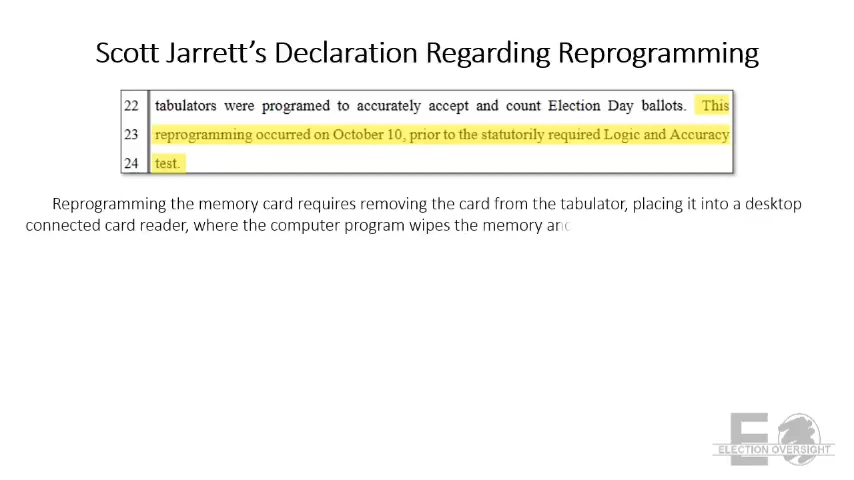 Scott Jarrett's Declaration Regarding Reprogramming
22 tabulators were programed to accurately accept and count Election Day ballots. This
23 reprogramming occurred on October 10, prior to the statutorily required Logic and Accuracy
24 test.
Reprogramming the memory card requires removing the card from the tabulator, placing it into a desktop
connected card reader, where the computer program wipes the memory and
E
ELECTION OVERSIGHT